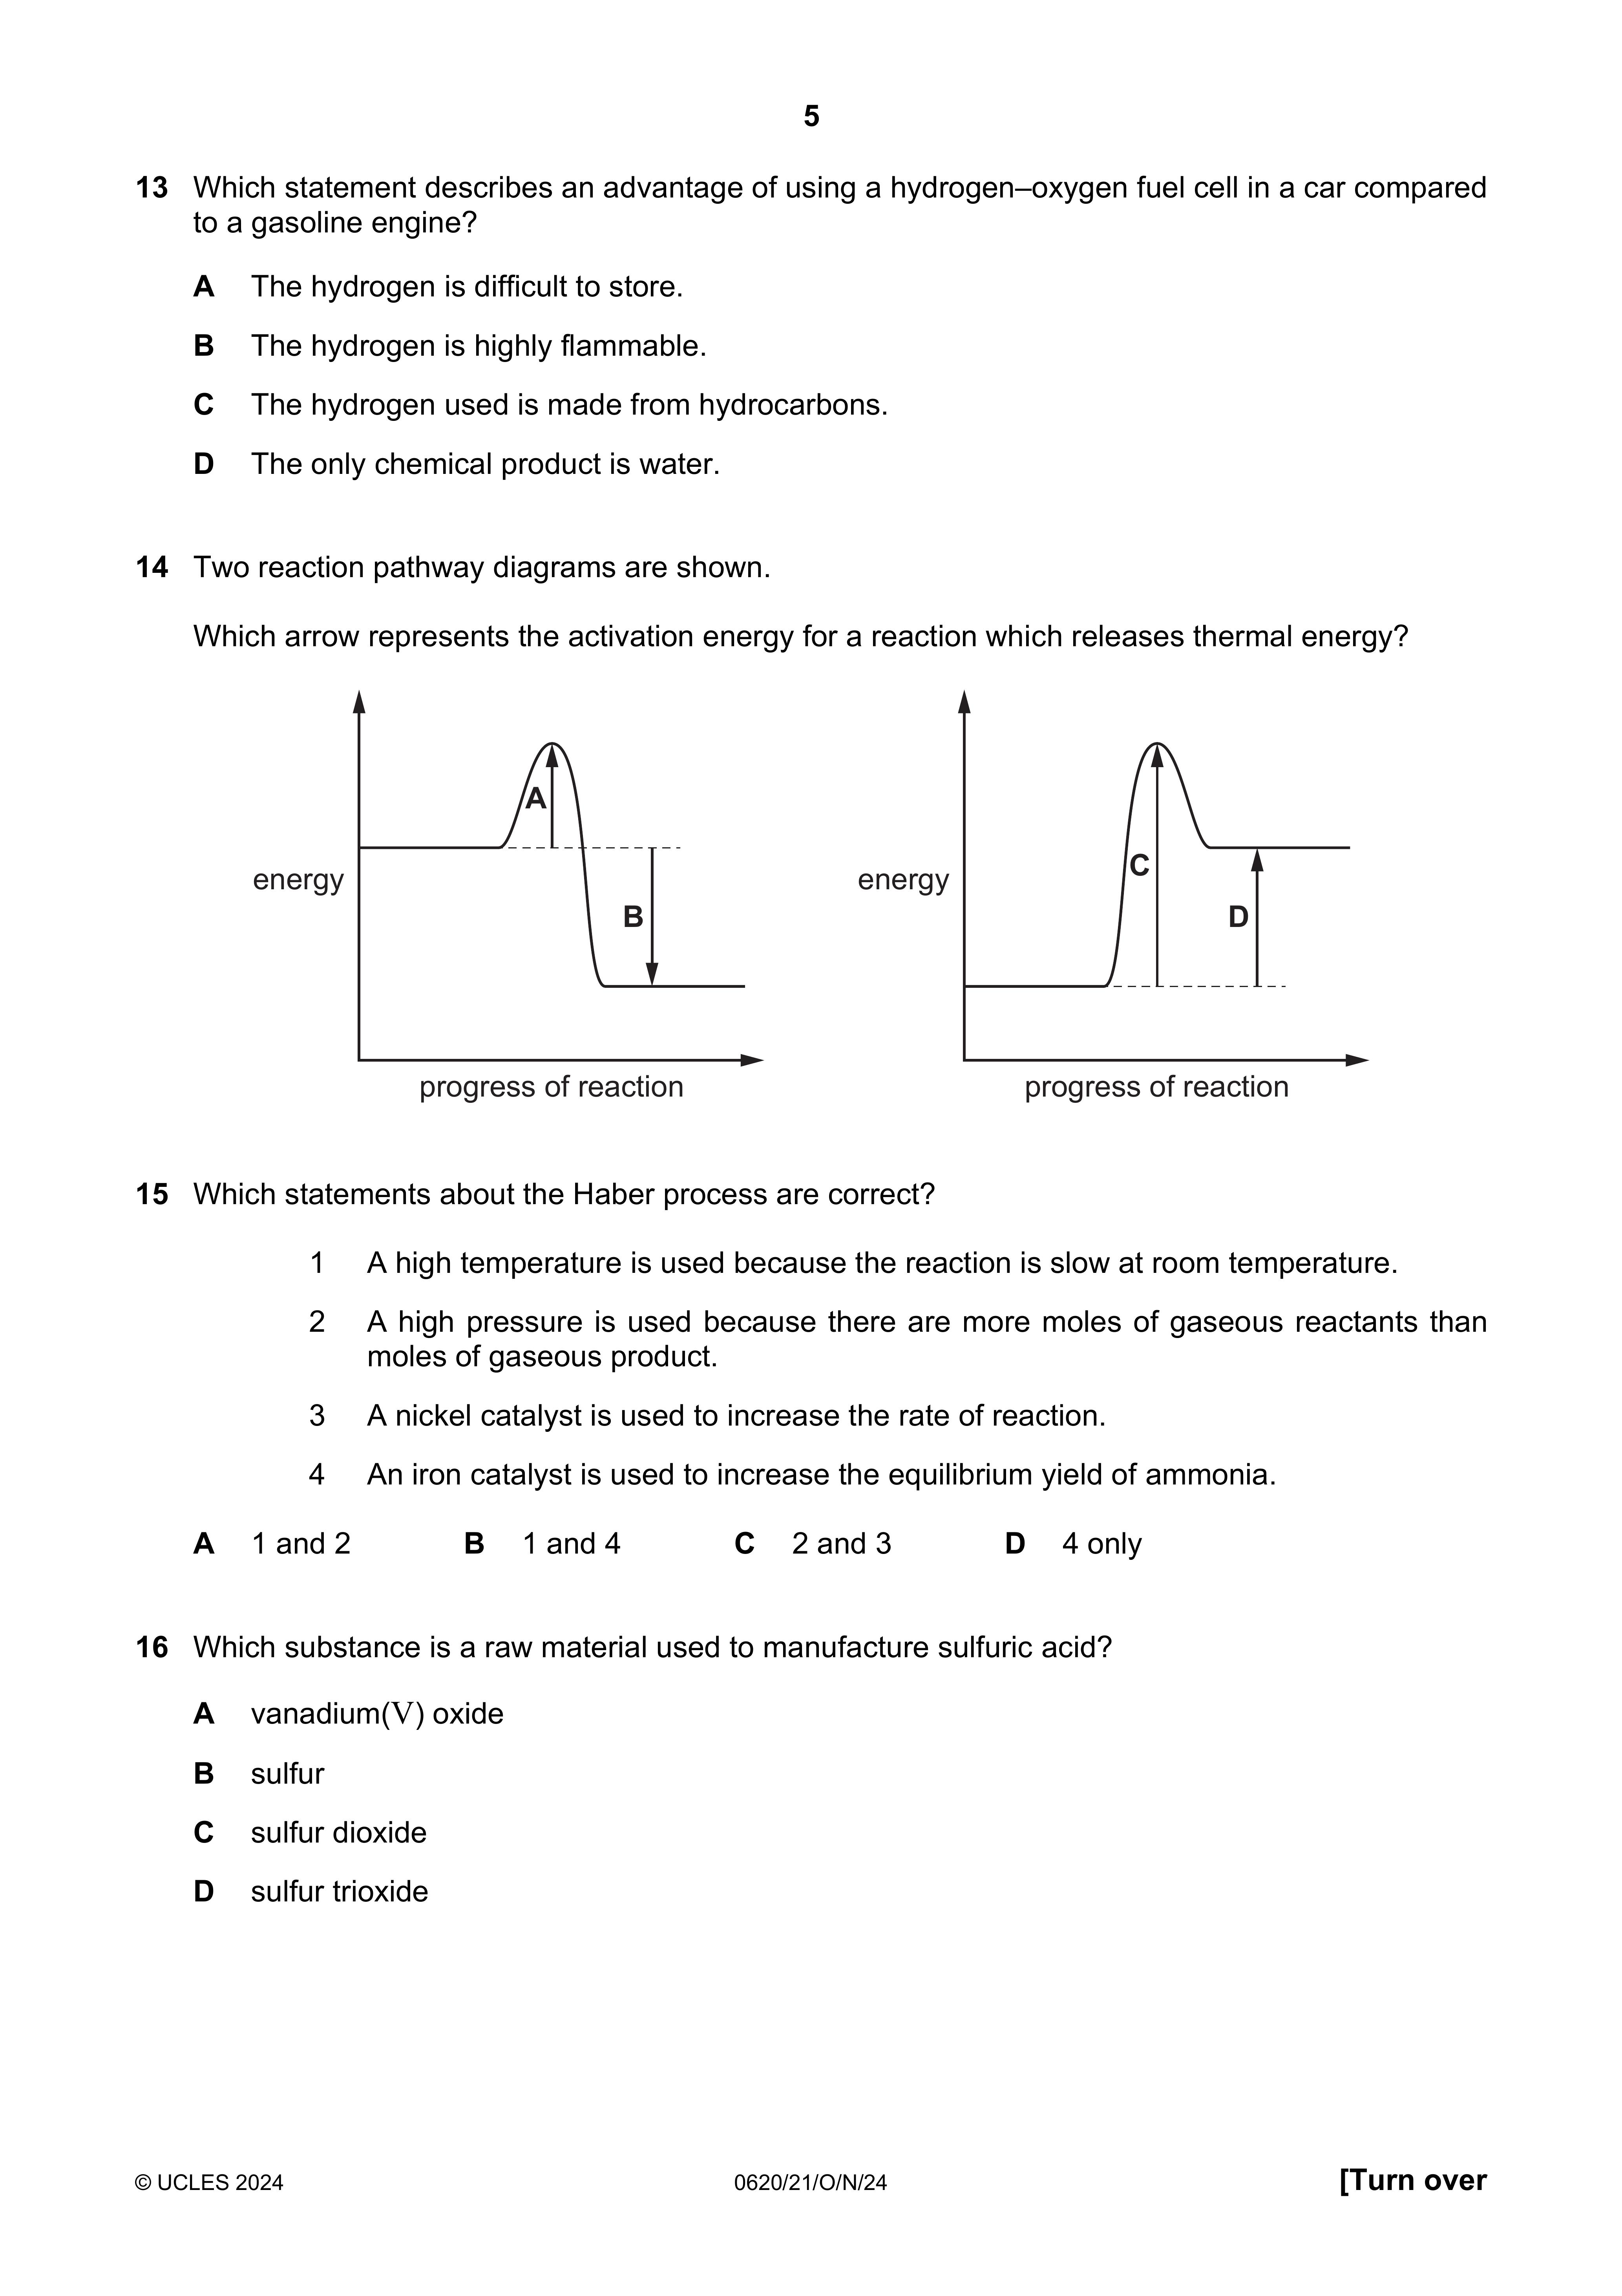 5
13 Which statement describes an advantage of using a hydrogen–oxygen fuel cell in a car compared
to a gasoline engine?
A The hydrogen is difficult to store.
B The hydrogen is highly flammable.
C The hydrogen used is made from hydrocarbons.
D The only chemical product is water.
14 Two reaction pathway diagrams are shown.
Which arrow represents the activation energy for a reaction which releases thermal energy?
energy
A
B
progress of reaction
energy
C
D
progress of reaction
15 Which statements about the Haber process are correct?
1 A high temperature is used because the reaction is slow at room temperature.
2 A high pressure is used because there are more moles of gaseous reactants than
moles of gaseous product.
3 A nickel catalyst is used to increase the rate of reaction.
4 An iron catalyst is used to increase the equilibrium yield of ammonia.
A 1 and 2 B 1 and 4 C 2 and 3 D 4 only
16 Which substance is a raw material used to manufacture sulfuric acid?
A vanadium(V) oxide
B sulfur
C sulfur dioxide
D sulfur trioxide
© UCLES 2024 0620/21/O/N/24 [Turn over